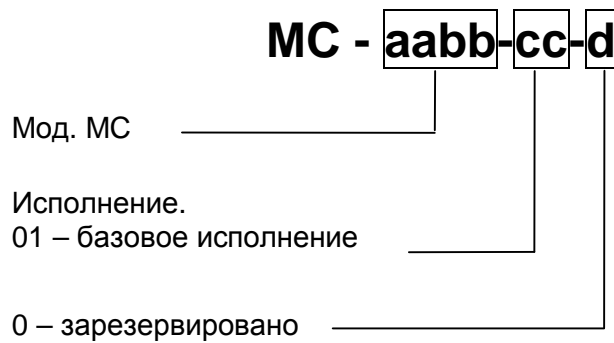 МС - aabb-cc-d
Мод. МС
Исполнение.
01 – базовое исполнение
0 – зарезервировано